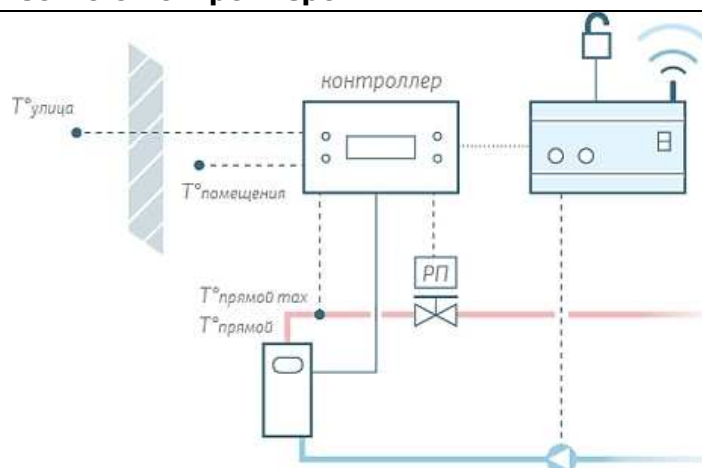 контроллер
T°улица
T°помещения
РП
T°прямой max
T°прямой